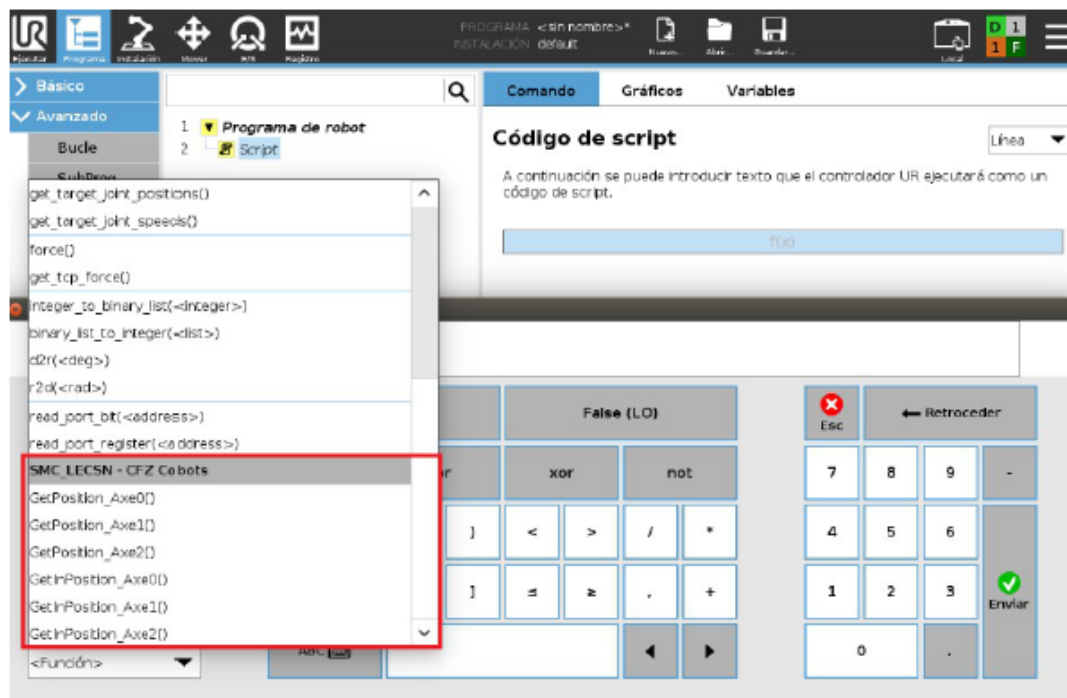 UR
PROGRAMA <sin nombre>*
INSTALACIÓN default
Ejecutar Programa Instalación Mover E/S Registro Nuevo... Abrir... Guardar... Local
D 1
1 F
Básico
Avanzado
Bucle
SubProg
1 Programa de robot
2 Script
Comando Gráficos Variables
Código de script
Línea
A continuación se puede introducir texto que el controlador UR ejecutará como un
código de script.
f(x)
get_target_joint_positions()
get_target_joint_speeds()
force()
get_tcp_force()
integer_to_binary_list(<integer>)
binary_list_to_integer(<list>)
d2r(<deg>)
r2d(<rad>)
read_port_bit(<address>)
read_port_register(<address>)
SMC_LECSN - CFZ Cobots
GetPosition_Axe0()
GetPosition_Axe1()
GetPosition_Axe2()
GetInPosition_Axe0()
GetInPosition_Axe1()
GetInPosition_Axe2()
<Función>
False (LO)
Esc
Retroceder
xor not
7 8 9 -
) < > / *
4 5 6
] ≤ ≥ , +
1 2 3
Enviar
ABC
0 .